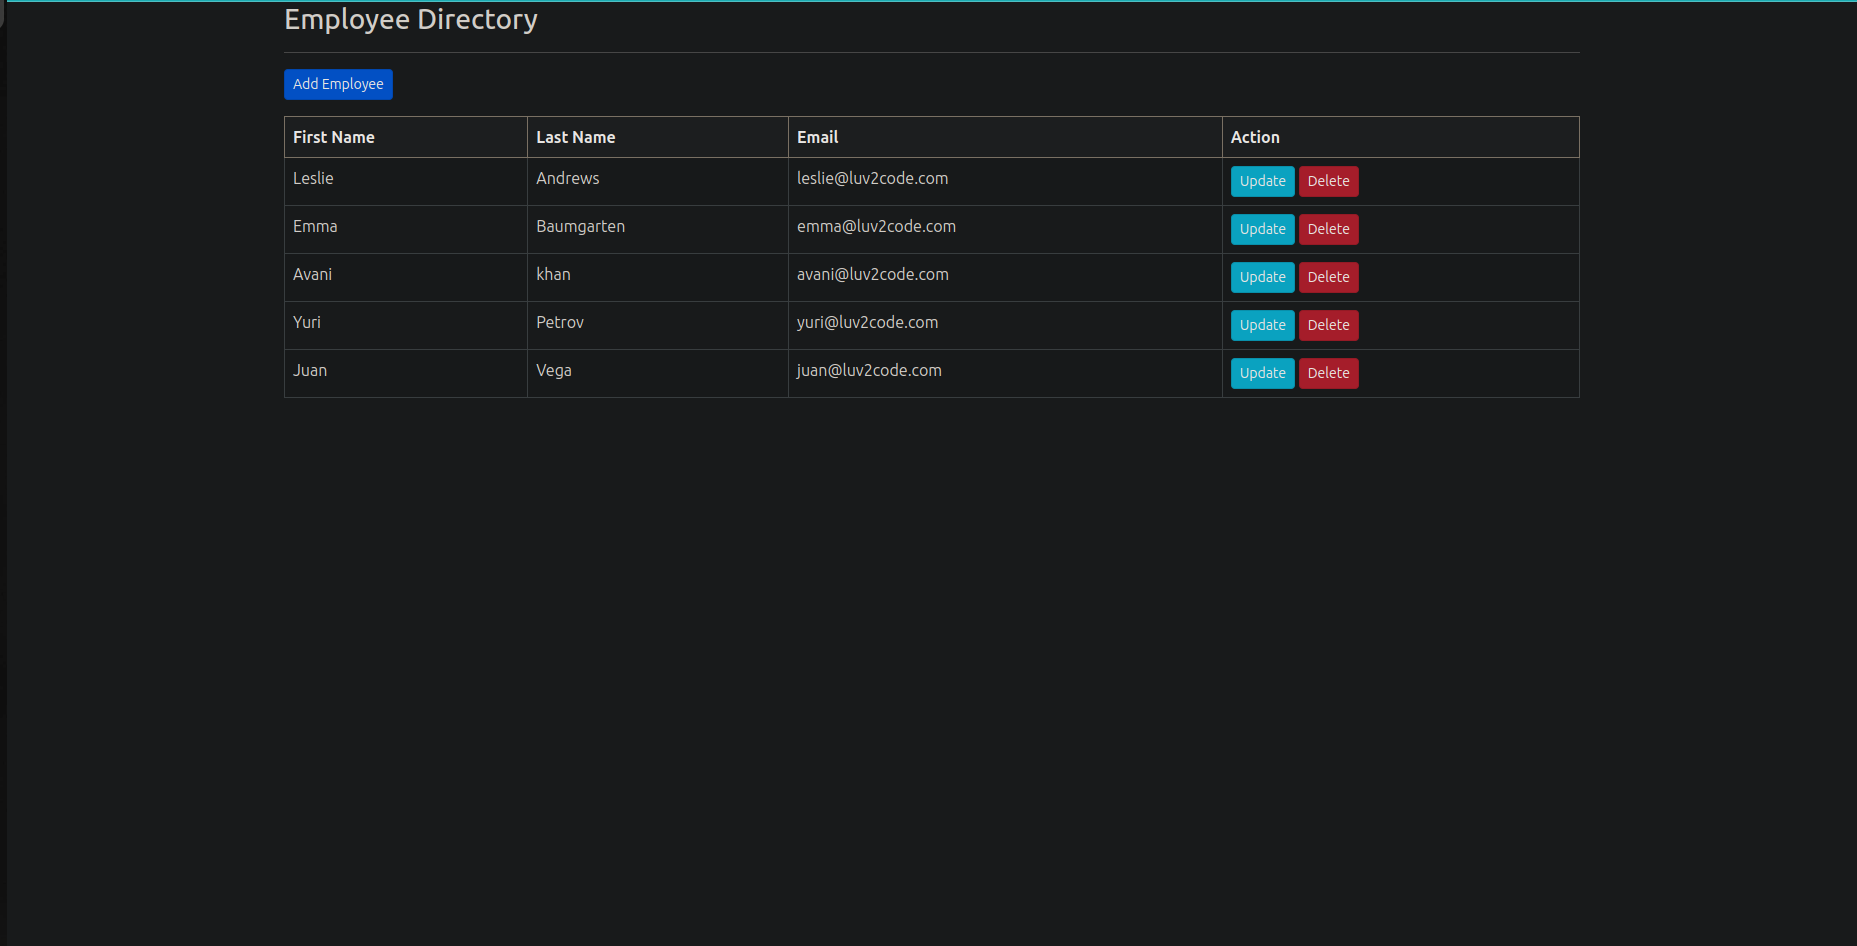 Employee Directory
Add Employee
First Name Last Name Email Action
Leslie Andrews leslie@luv2code.com Update Delete
Emma Baumgarten emma@luv2code.com Update Delete
Avani khan avani@luv2code.com Update Delete
Yuri Petrov yuri@luv2code.com Update Delete
Juan Vega juan@luv2code.com Update Delete